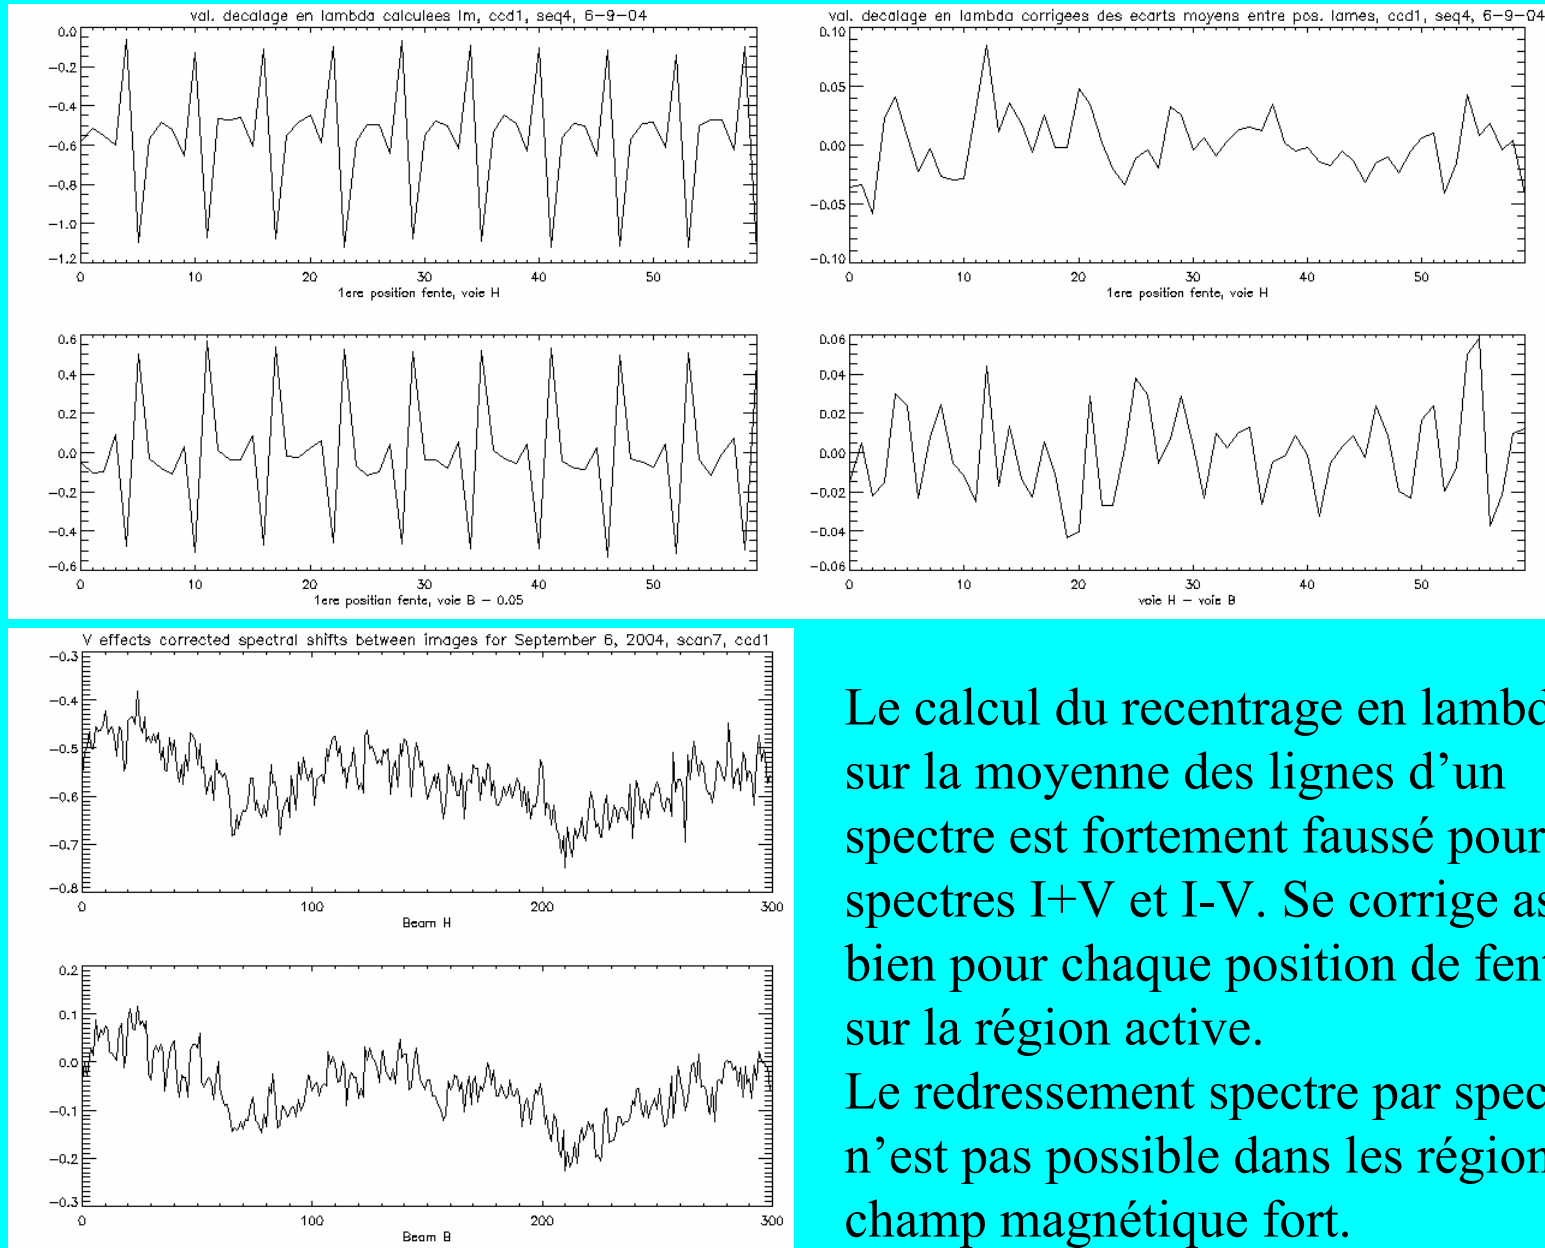 val. decalage en lambda calculees lm, ccd1, seq4, 6-9-04
0.0
-0.2
-0.4
-0.6
-0.8
-1.0
-1.2
0 10 20 30 40 50
1ere position fente, voie H
val. decalage en lambda corrigees des ecarts moyens entre pos. lames, ccd1, seq4, 6-9-04
0.10
0.05
0.00
-0.05
-0.10
0 10 20 30 40 50
1ere position fente, voie H
0.6
0.4
0.2
0.0
-0.2
-0.4
-0.6
0 10 20 30 40 50
1ere position fente, voie B - 0.05
0.06
0.04
0.02
0.00
-0.02
-0.04
-0.06
0 10 20 30 40 50
voie H - voie B
V effects corrected spectral shifts between images for September 6, 2004, scan7, ccd1
-0.3
-0.4
-0.5
-0.6
-0.7
-0.8
0 100 200 300
Beam H
0.2
0.1
0.0
-0.1
-0.2
-0.3
0 100 200 300
Beam B
Le calcul du recentrage en
sur la moyenne des lignes d'un
spectre est fortement faussé pour
spectres I+V et I-V. Se corrige
bien pour chaque position de
sur la région active.
Le redressement spectre par
n'est pas possible dans les
champ magnétique fort.